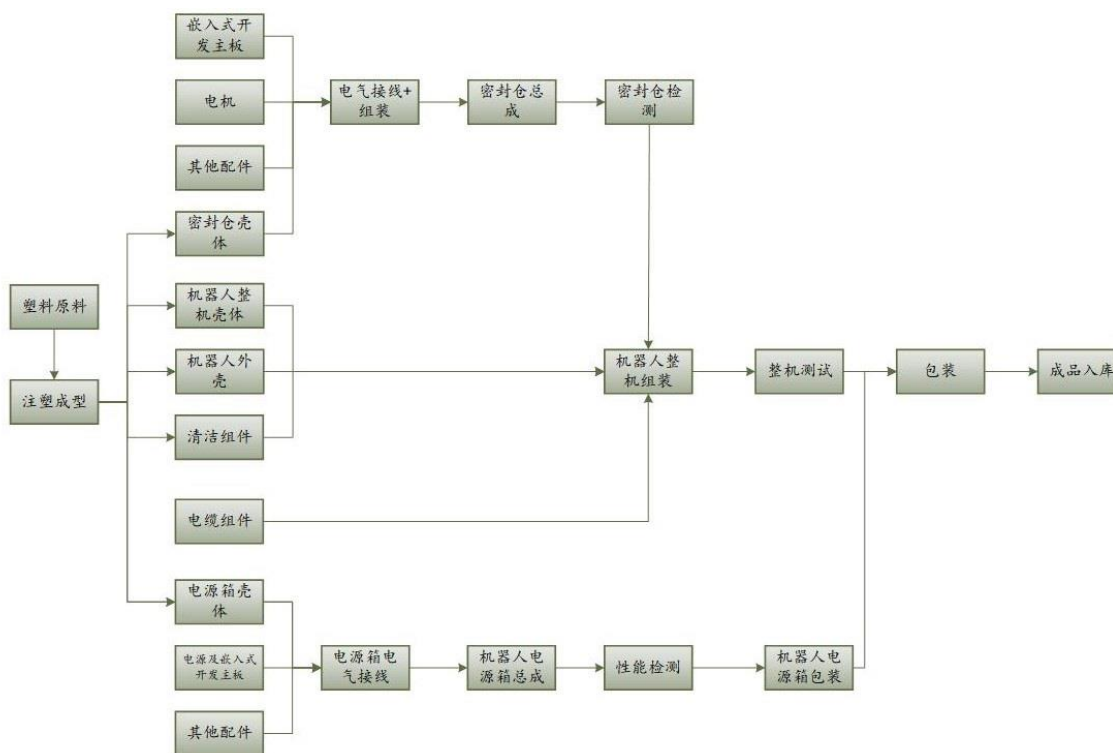 嵌入式开
发主板
电机
其他配件
密封仓壳
体
电气接线+
组装
密封仓总
成
密封仓检
测
塑料原料
注塑成型
机器人整
机壳体
机器人外
壳
清洁组件
电缆组件
机器人整
机组装
整机测试
包装
成品入库
电源箱壳
体
电源及嵌入式
开发主板
其他配件
电源箱电
气接线
机器人电
源箱总成
性能检测
机器人电
源箱包装